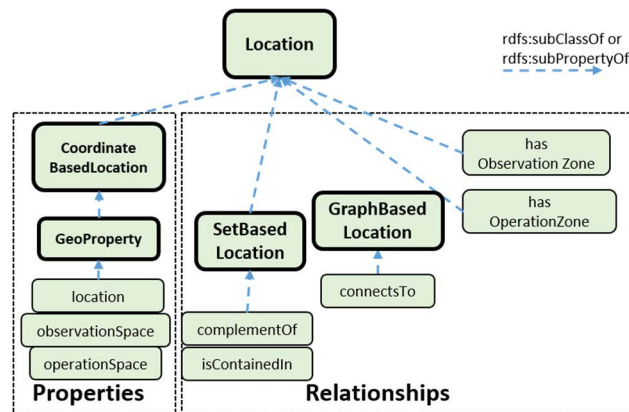 Location
rdfs:subClassOf or
rdfs:subPropertyOf
Coordinate
BasedLocation
GeoProperty
location
observationSpace
operationSpace
Properties
has
Observation Zone
has
OperationZone
GraphBased
Location
SetBased
Location
connectsTo
complementOf
isContainedIn
Relationships